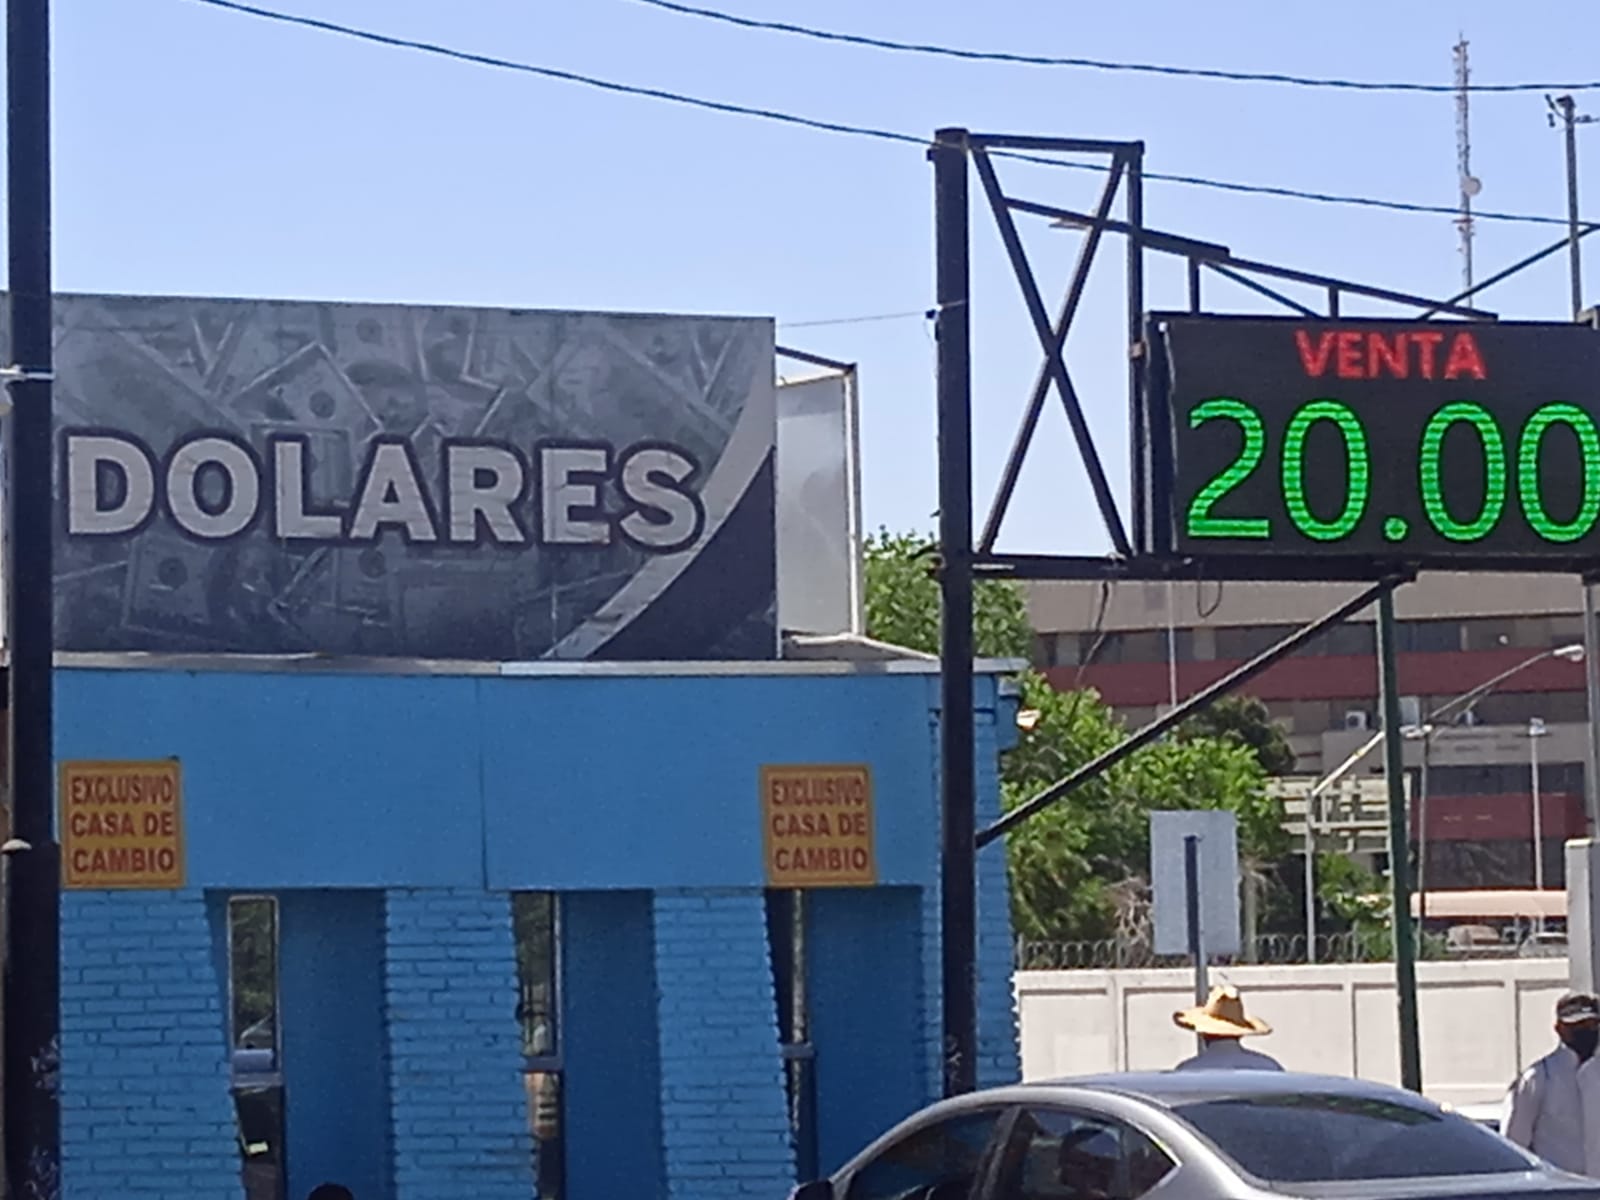 DOLARES
VENTA
20.00
EXCLUSIVO
CASA DE
CAMBIO
EXCLUSIVO
CASA DE
CAMBIO